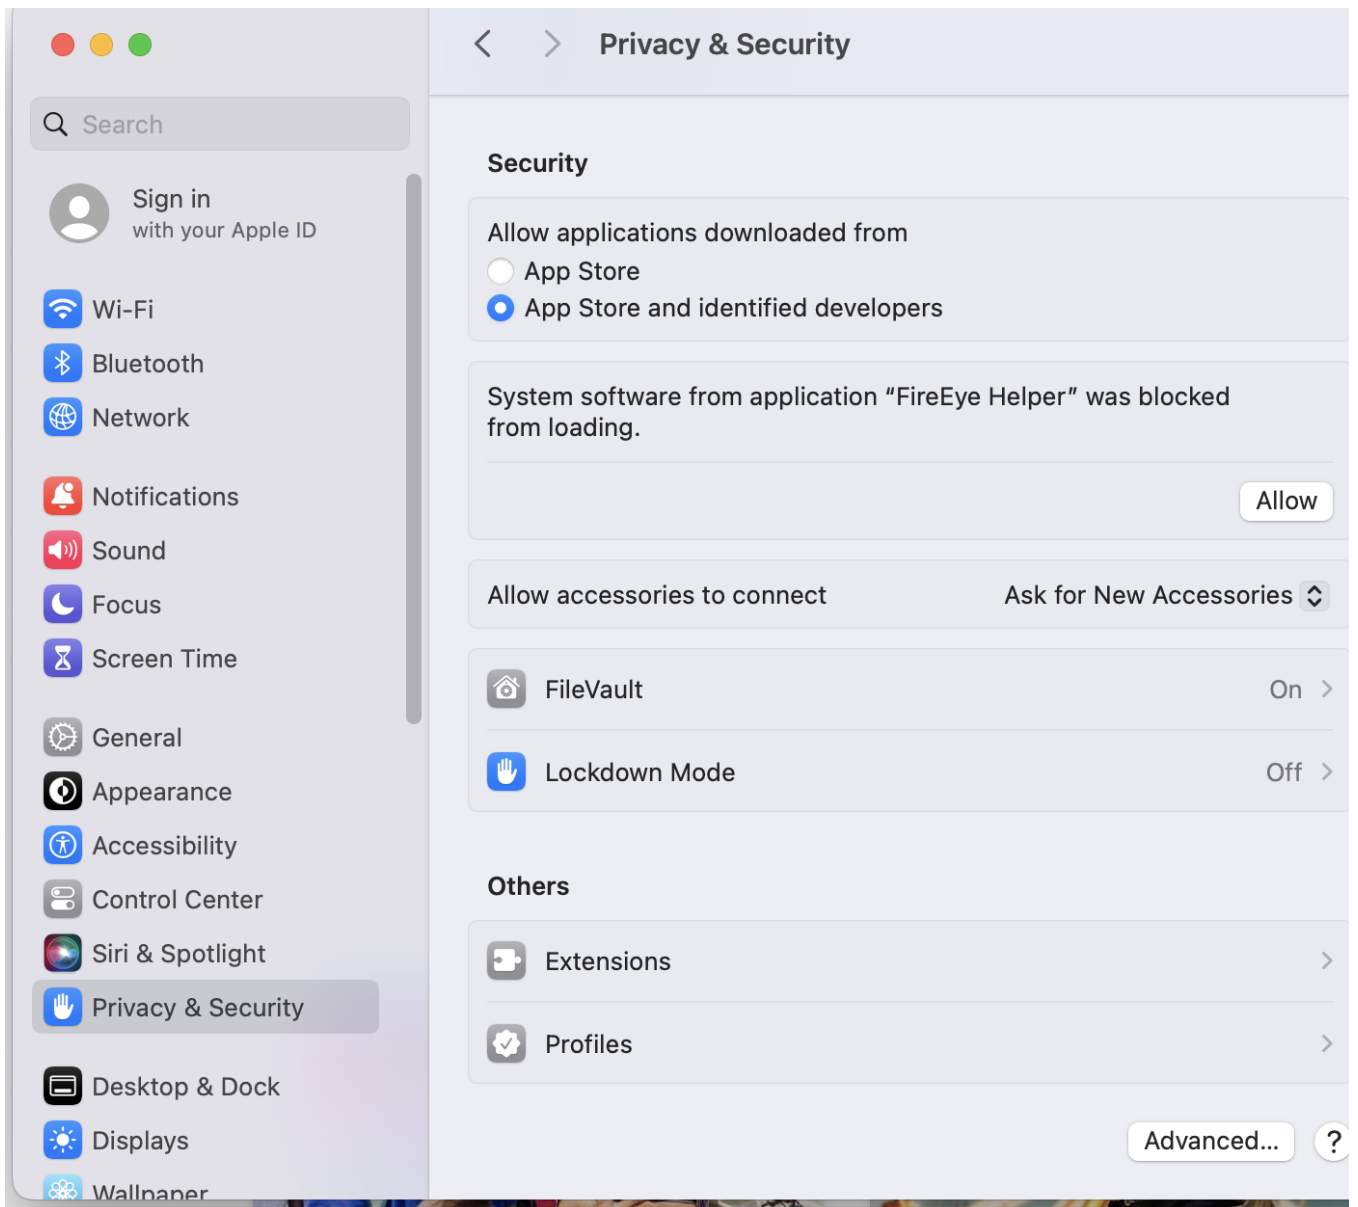 Privacy & Security
Search
Sign in
with your Apple ID
Wi-Fi
Bluetooth
Network
Notifications
Sound
Focus
Screen Time
General
Appearance
Accessibility
Control Center
Siri & Spotlight
Privacy & Security
Desktop & Dock
Displays
Wallpaper
Security
Allow applications downloaded from
App Store
App Store and identified developers
System software from application “FireEye Helper” was blocked
from loading.
Allow
Allow accessories to connect
Ask for New Accessories
FileVault
On
Lockdown Mode
Off
Others
Extensions
Profiles
Advanced...
?